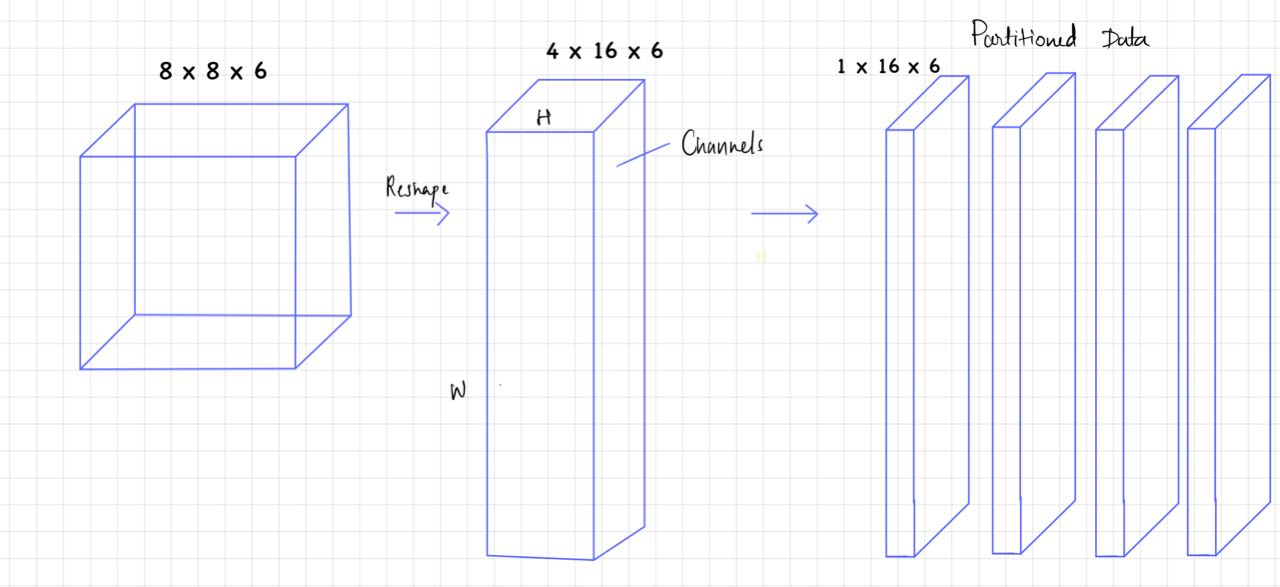 8 x 8 x 6
Reshape
4 x 16 x 6
H
Channels
W
Partitioned Data
1 x 16 x 6